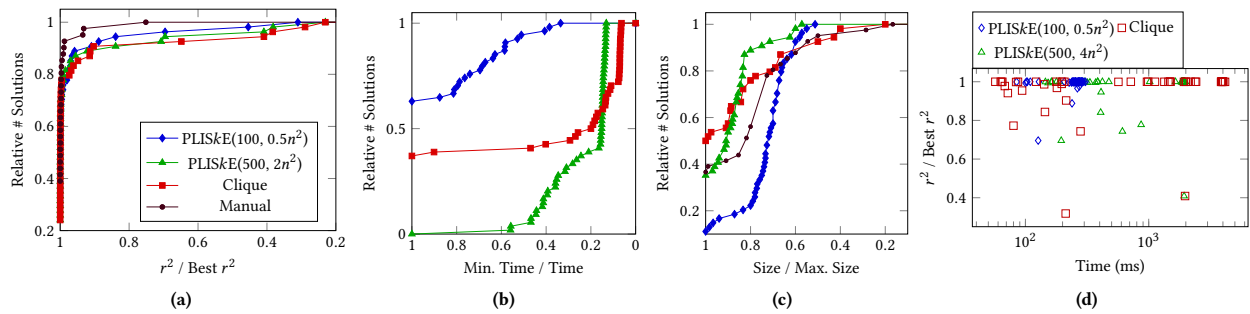 Relative # Solutions
1
0.8
0.6
0.4
0.2
PLISkE(100, 0.5n²)
PLISkE(500, 2n²)
Clique
Manual
1 0.8 0.6 0.4 0.2
r² / Best r²
(a)
Relative # Solutions
1
0.5
0
1 0.8 0.6 0.4 0.2 0
Min. Time / Time
(b)
Relative # Solutions
1
0.8
0.6
0.4
0.2
1 0.8 0.6 0.4 0.2
Size / Max. Size
(c)
PLISkE(100, 0.5n²) Clique
PLISkE(500, 4n²)
r² / Best r²
1
0.8
0.6
0.4
10² 10³
Time (ms)
(d)